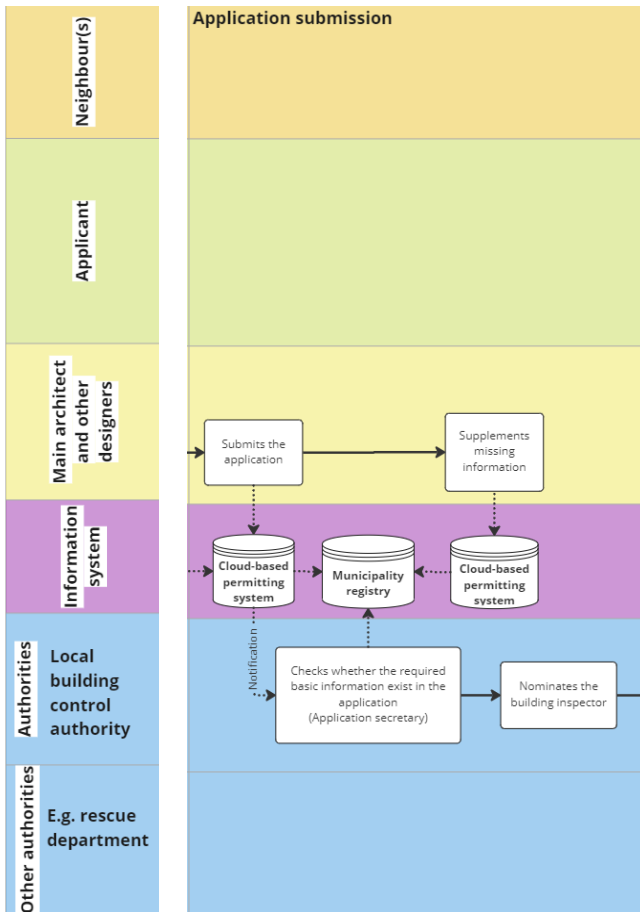 Application submission
Neighbour(s)
Applicant
Main architect
and other
designers
Submits the
application
Supplements
missing
information
Information
system
Cloud-based
permitting
system
Municipality
registry
Cloud-based
permitting
system
Authorities
Local
building
control
authority
Notification
Checks whether the required
basic information exist in the
application
(Application secretary)
Nominates the
building inspector
Other authorities
E.g. rescue
department